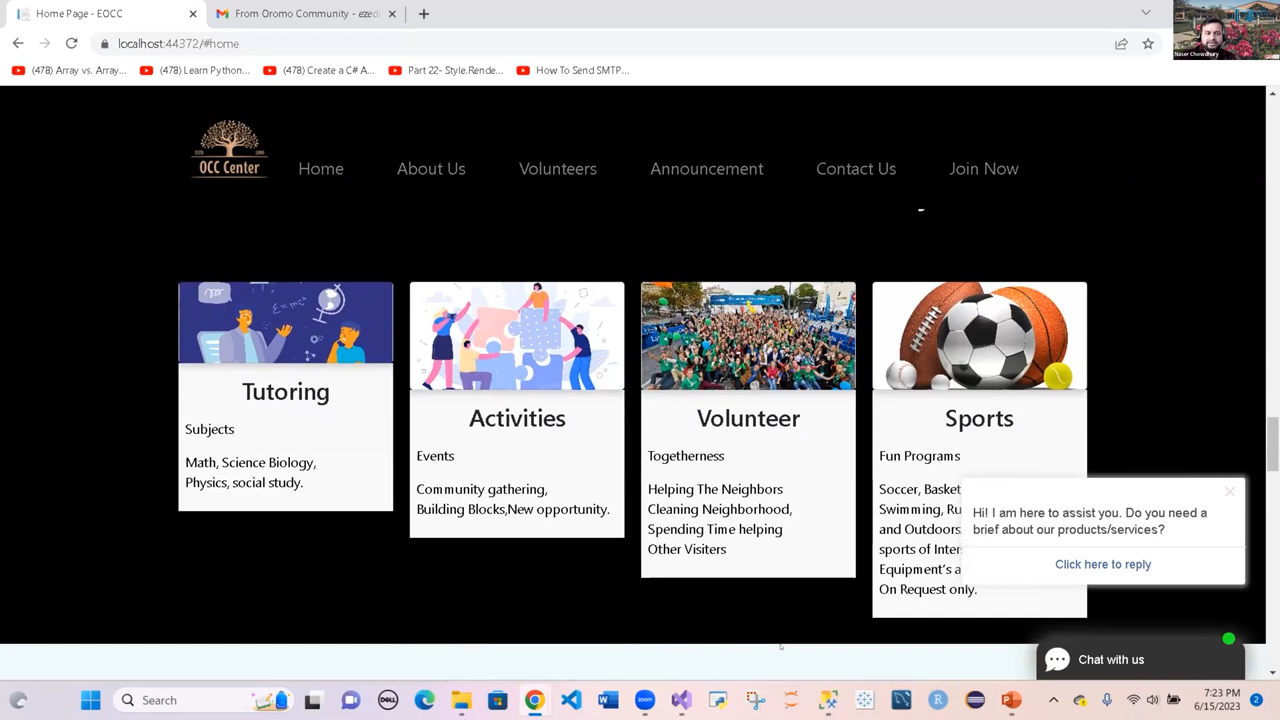 Home Page - EOCC
From Oromo Community - ezed
localhost:44372/#home
(478) Array vs. Array...
(478) Learn Python...
(478) Create a C# A...
Part 22- Style.Rende...
How To Send SMTP...
Naser Chowdhury
OCC Center
Home
About Us
Volunteers
Announcement
Contact Us
Join Now
Tutoring
Subjects
Math, Science Biology,
Physics, social study.
Activities
Events
Community gathering,
Building Blocks,New opportunity.
Volunteer
Togetherness
Helping The Neighbors
Cleaning Neighborhood,
Spending Time helping
Other Visiters
Sports
Fun Programs
Soccer, Basket
Swimming, Ru
and Outdoors
sports of Inter
Equipment's a
On Request only.
Hi! I am here to assist you. Do you need a
brief about our products/services?
Click here to reply
Chat with us
Search
DELL
R
7:23 PM
6/15/2023
2